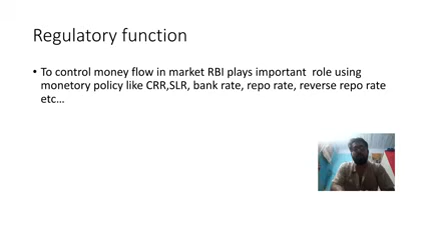 Regulatory function
• To control money flow in market RBI plays important  role using
monetory policy like CRR,SLR, bank rate, repo rate, reverse repo rate
etc…